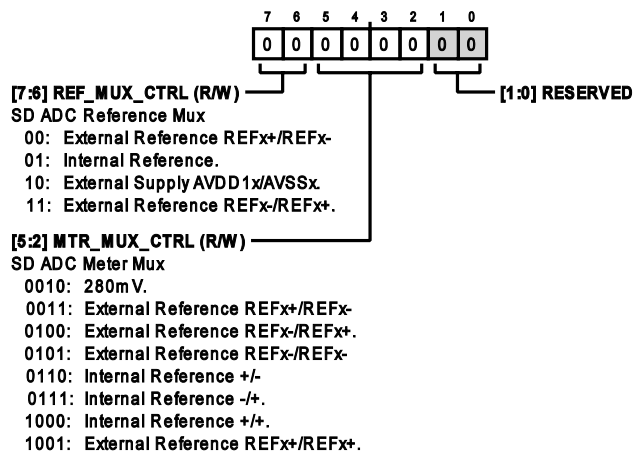 7 6 5 4 3 2 1 0
0 0 0 0 0 0 0 0
[7:6] REF_MUX_CTRL (R/W)
[1:0] RESERVED
SD ADC Reference Mux
00: External Reference REFx+/REFx-
01: Internal Reference.
10: External Supply AVDD1x/AVSSx.
11: External Reference REFx-/REFx+.
[5:2] MTR_MUX_CTRL (R/W)
SD ADC Meter Mux
0010: 280mV.
0011: External Reference REFx+/REFx-
0100: External Reference REFx-/REFx+.
0101: External Reference REFx-/REFx-
0110: Internal Reference +/-
0111: Internal Reference -/+.
1000: Internal Reference +/+.
1001: External Reference REFx+/REFx+.